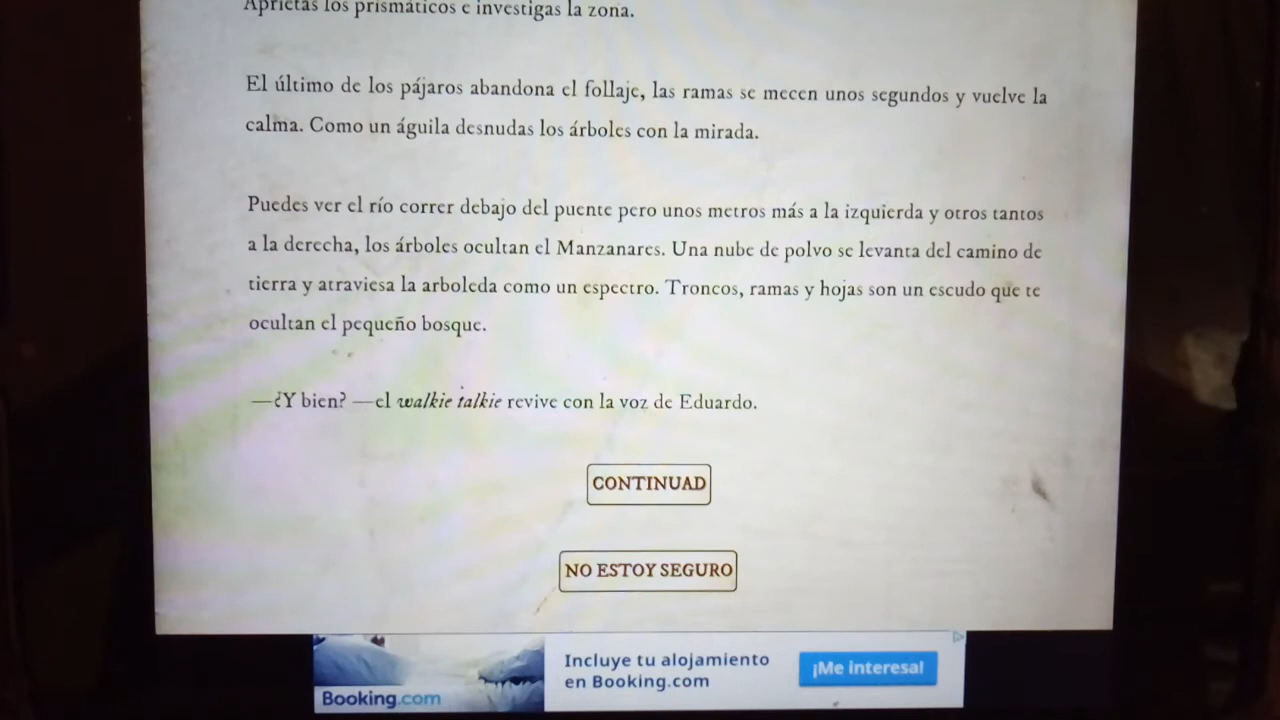 Aprietas los prismáticos e investigas la zona.
El último de los pájaros abandona el follaje, las ramas se mecen unos segundos y vuelve la
calma. Como un águila desnudas los árboles con la mirada.
Puedes ver el río correr debajo del puente pero unos metros más a la izquierda y otros tantos
a la derecha, los árboles ocultan el Manzanares. Una nube de polvo se levanta del camino de
tierra y atraviesa la arboleda como un espectro. Troncos, ramas y hojas son un escudo que te
ocultan el pequeño bosque.
—¿Y bien? —el walkie talkie revive con la voz de Eduardo.
CONTINUAD
NO ESTOY SEGURO
Incluye tu alojamiento
en Booking.com
¡Me interesa!
Booking.com